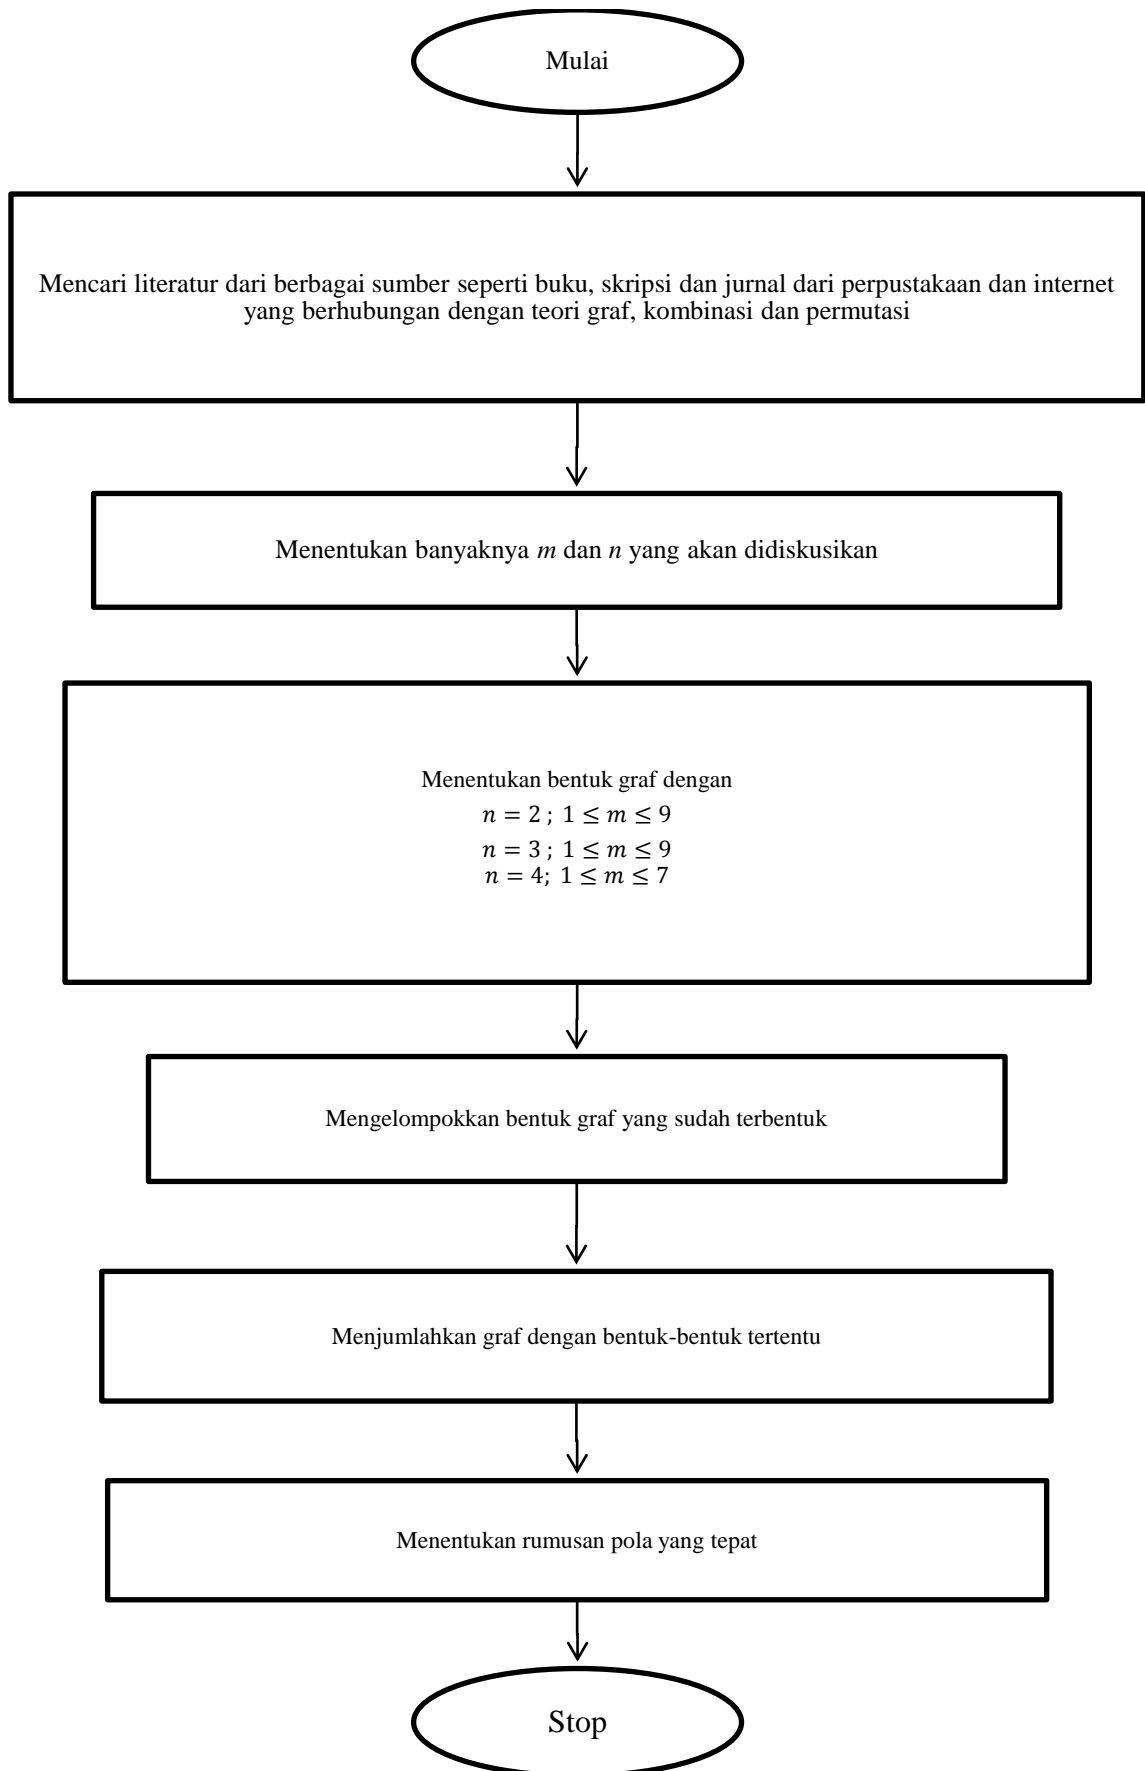 Mulai
Mencari literatur dari berbagai sumber seperti buku, skripsi dan jurnal dari perpustakaan dan internet
yang berhubungan dengan teori graf, kombinasi dan permutasi
Menentukan banyaknya m dan n yang akan didiskusikan
Menentukan bentuk graf dengan
n = 2 ; 1 ≤ m ≤ 9
n = 3 ; 1 ≤ m ≤ 9
n = 4; 1 ≤ m ≤ 7
Mengelompokkan bentuk graf yang sudah terbentuk
Menjumlahkan graf dengan bentuk-bentuk tertentu
Menentukan rumusan pola yang tepat
Stop